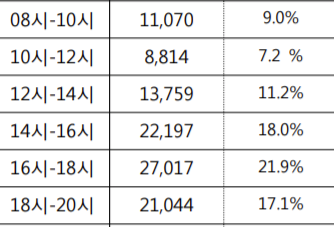 08시-10시 11,070 9.0%
10시-12시 8,814 7.2 %
12시-14시 13,759 11.2%
14시-16시 22,197 18.0%
16시-18시 27,017 21.9%
18시-20시 21,044 17.1%